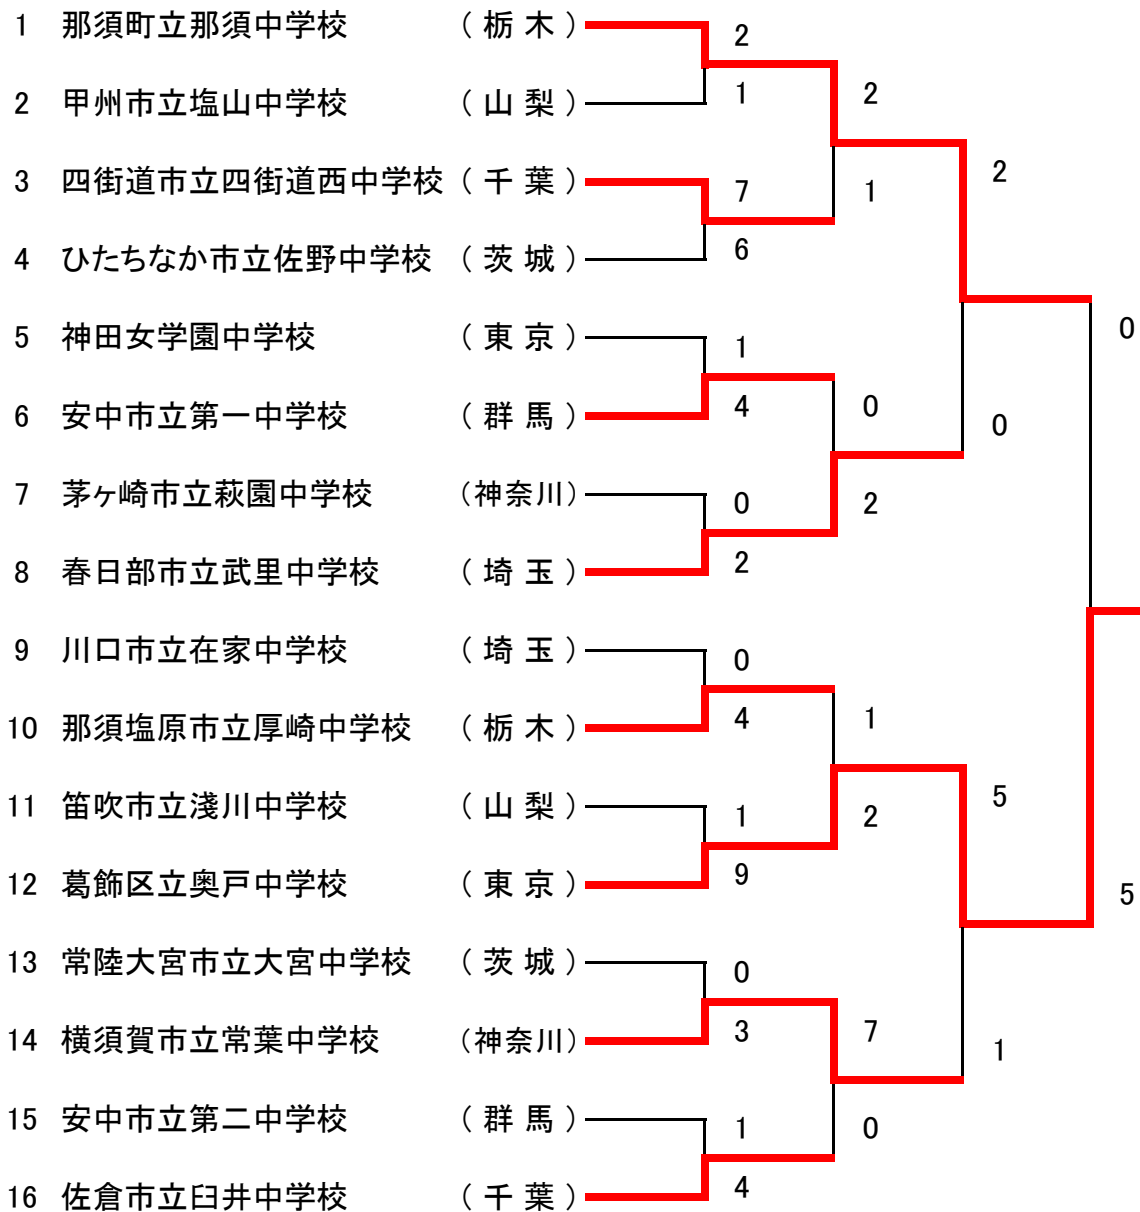 1 那須町立那須中学校 （ 栃 木 ） 2
2 甲州市立塩山中学校 （ 山 梨 ） 1 2
3 四街道市立四街道西中学校 （ 千 葉 ） 7 1 2
4 ひたちなか市立佐野中学校 （ 茨 城 ） 6
5 神田女学園中学校 （ 東 京 ） 1 0
6 安中市立第一中学校 （ 群 馬 ） 4 0 0
7 茅ヶ崎市立萩園中学校 （神奈川） 0 2
8 春日部市立武里中学校 （ 埼 玉 ） 2
9 川口市立在家中学校 （ 埼 玉 ） 0
10 那須塩原市立厚崎中学校 （ 栃 木 ） 4 1
11 笛吹市立淺川中学校 （ 山 梨 ） 1 2 5
12 葛飾区立奥戸中学校 （ 東 京 ） 9 5
13 常陸大宮市立大宮中学校 （ 茨 城 ） 0
14 横須賀市立常葉中学校 （神奈川） 3 7 1
15 安中市立第二中学校 （ 群 馬 ） 1 0
16 佐倉市立臼井中学校 （ 千 葉 ） 4